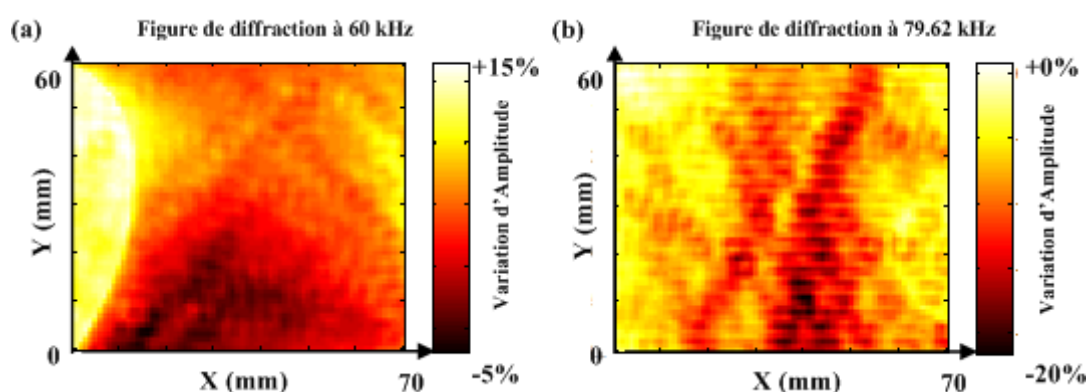 (a) Figure de diffraction à 60 kHz
60
Y (mm)
0
X (mm)
70
+15%
Variation d'Amplitude
-5%
(b) Figure de diffraction à 79.62 kHz
60
Y (mm)
0
X (mm)
70
+0%
Variation d'Amplitude
-20%